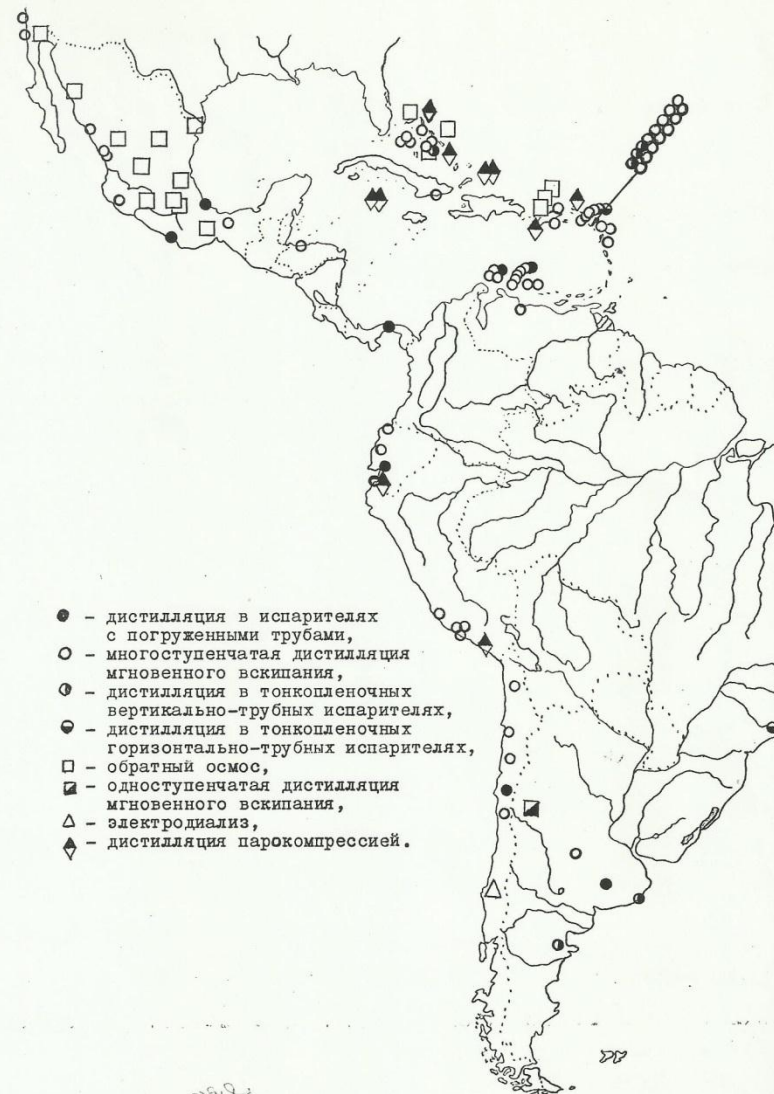 – дистилляция в испарителях
с погруженными трубами,
– многоступенчатая дистилляция
мгновенного вскипания,
– дистилляция в тонкопленочных
вертикально-трубных испарителях,
– дистилляция в тонкопленочных
горизонтально-трубных испарителях,
– обратный осмос,
– одноступенчатая дистилляция
мгновенного вскипания,
– электродиализ,
– дистилляция парокомпрессией.